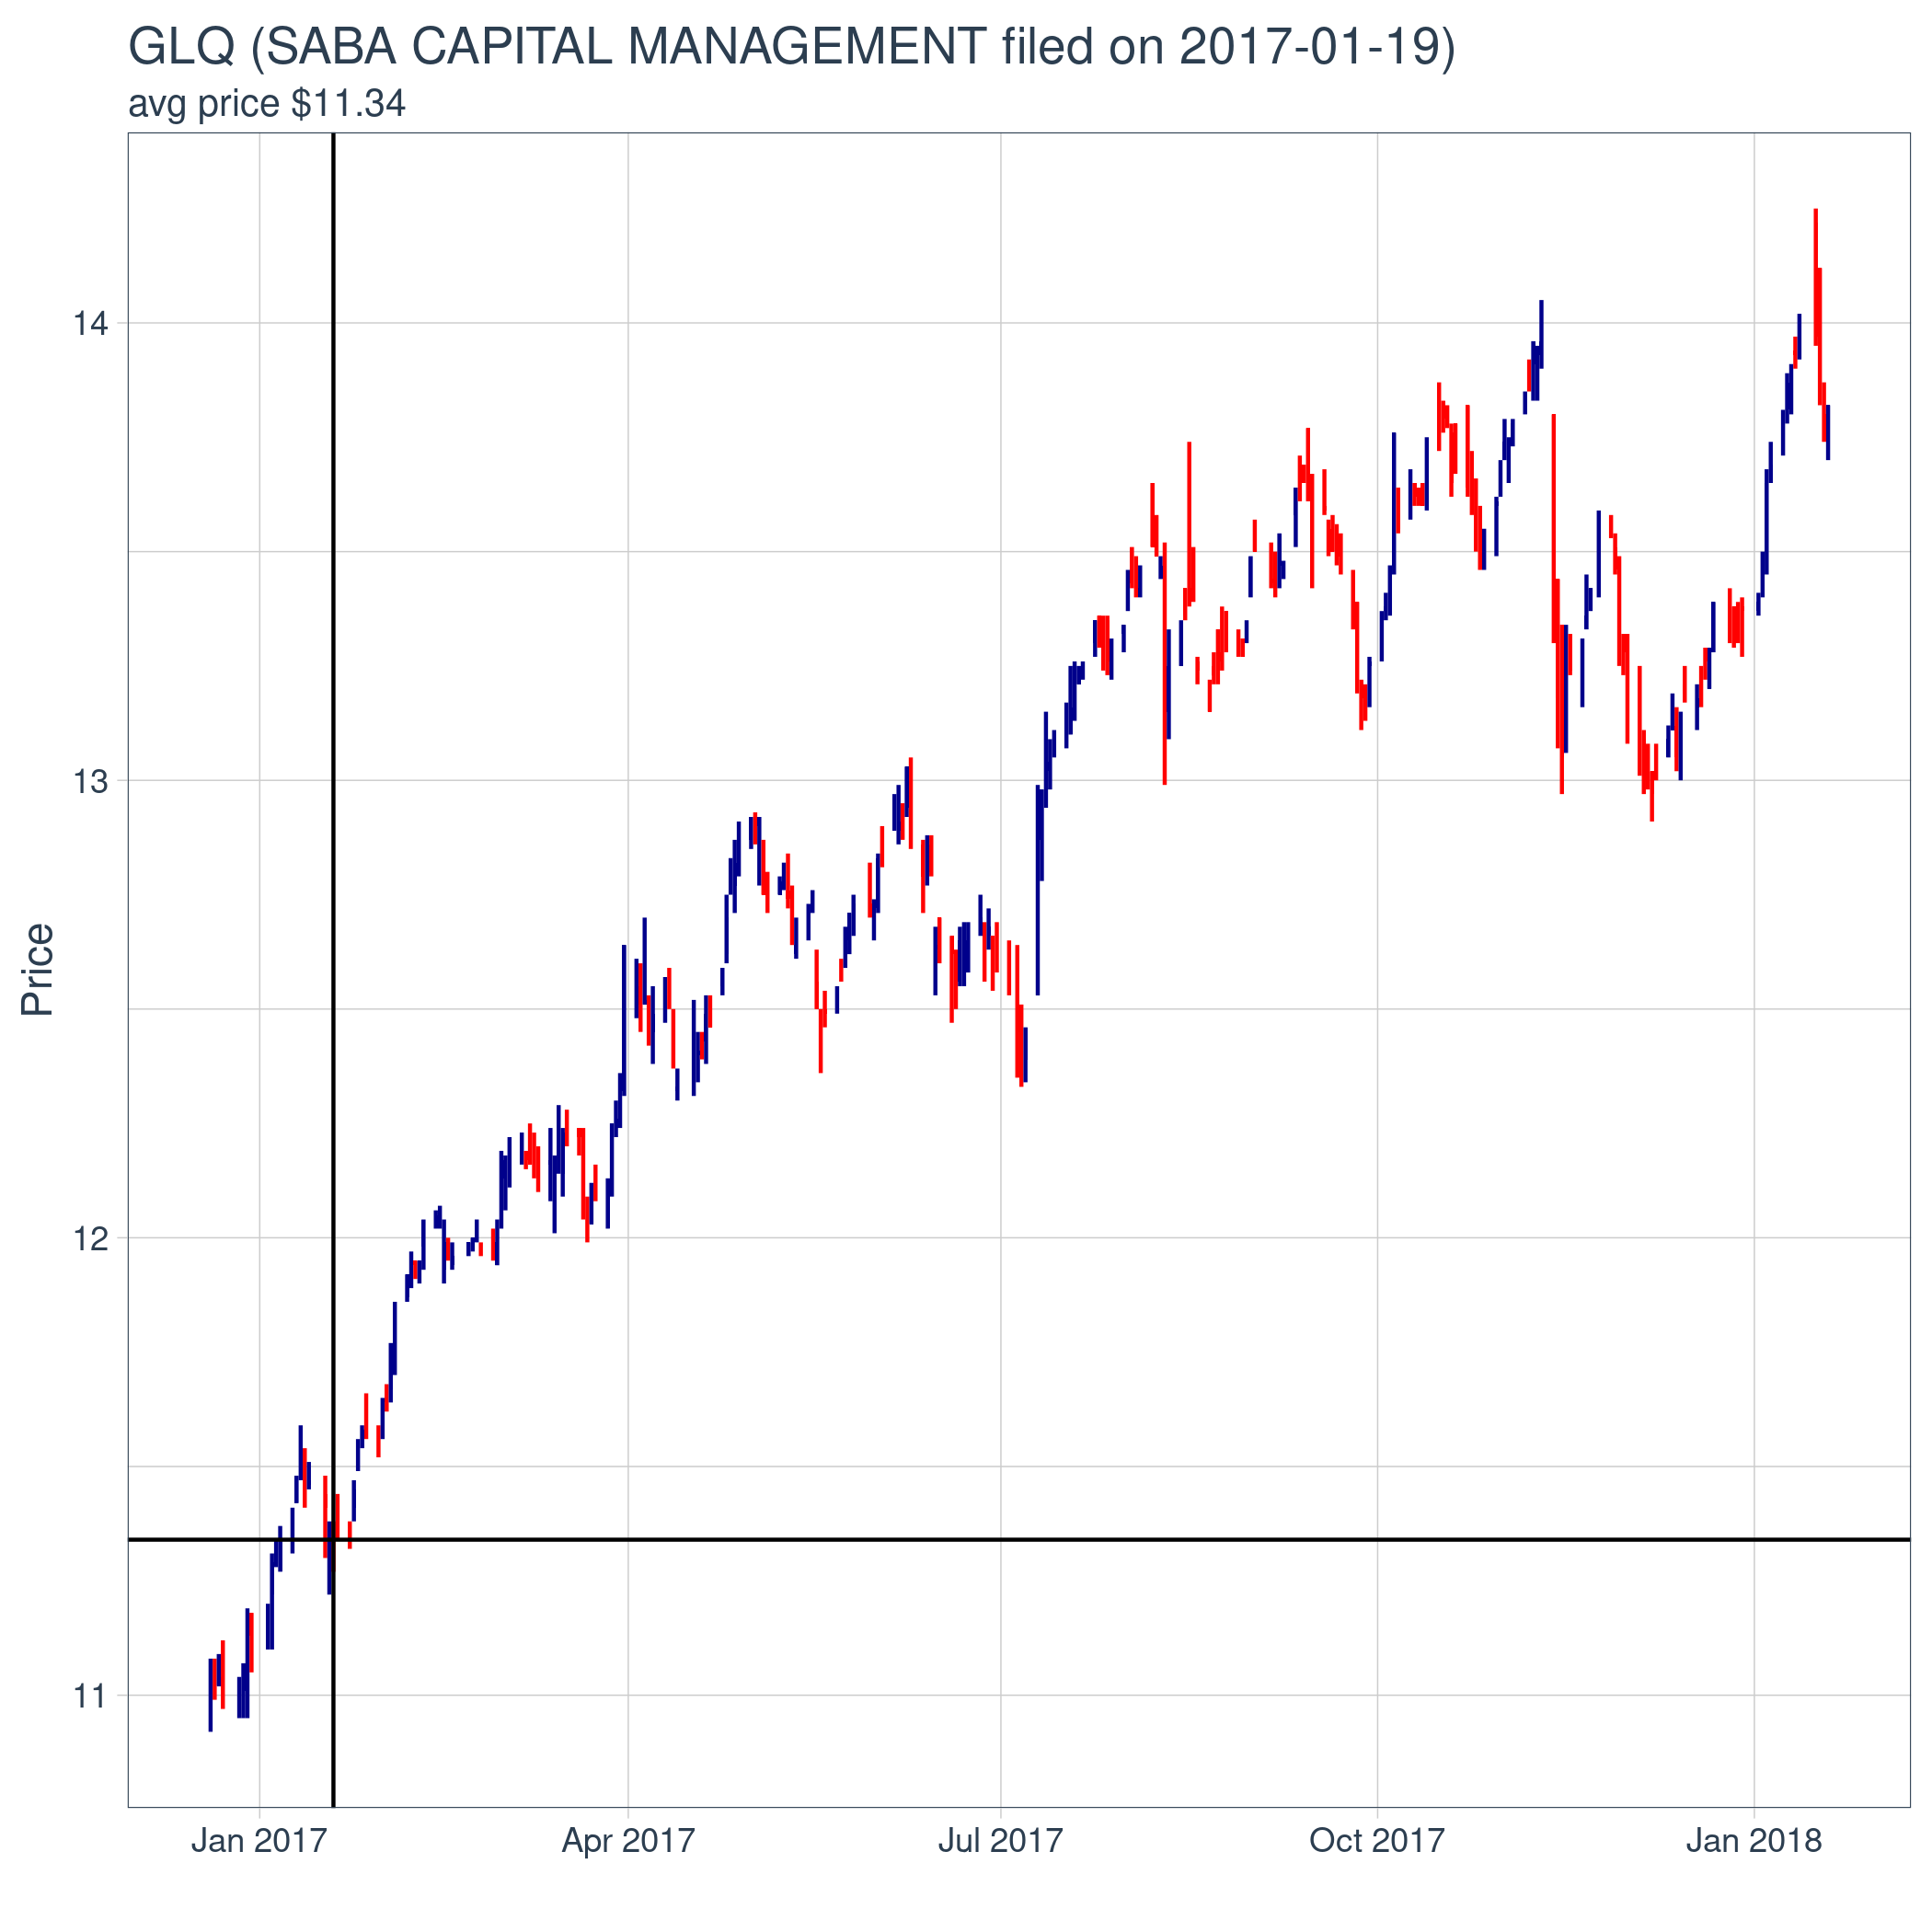 GLQ (SABA CAPITAL MANAGEMENT filed on 2017-01-19)
avg price $11.34
14
13
12
11
Price
Jan 2017
Apr 2017
Jul 2017
Oct 2017
Jan 2018